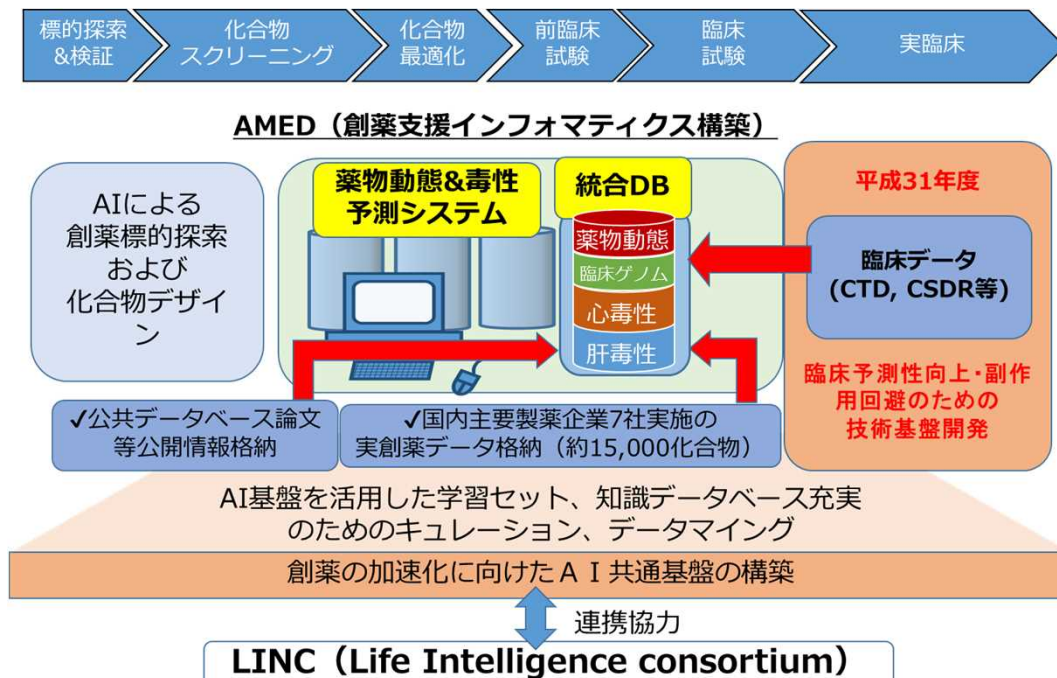 標的探索
&検証
化合物
スクリーニング
化合物
最適化
前臨床
試験
臨床
試験
実臨床
AMED（創薬支援インフォマティクス構築）
AIによる
創薬標的探索
および
化合物デザイ
ン
薬物動態&毒性
予測システム
統合DB
薬物動態
臨床ゲノム
心毒性
肝毒性
平成31年度
臨床データ
(CTD, CSDR等)
臨床予測性向上・副作
用回避のための
技術基盤開発
✓公共データベース論文
等公開情報格納
✓国内主要製薬企業7社実施の
実創薬データ格納（約15,000化合物）
AI基盤を活用した学習セット、知識データベース充実
のためのキュレーション、データマイング
創薬の加速化に向けたＡＩ共通基盤の構築
連携協力
LINC（Life Intelligence consortium）